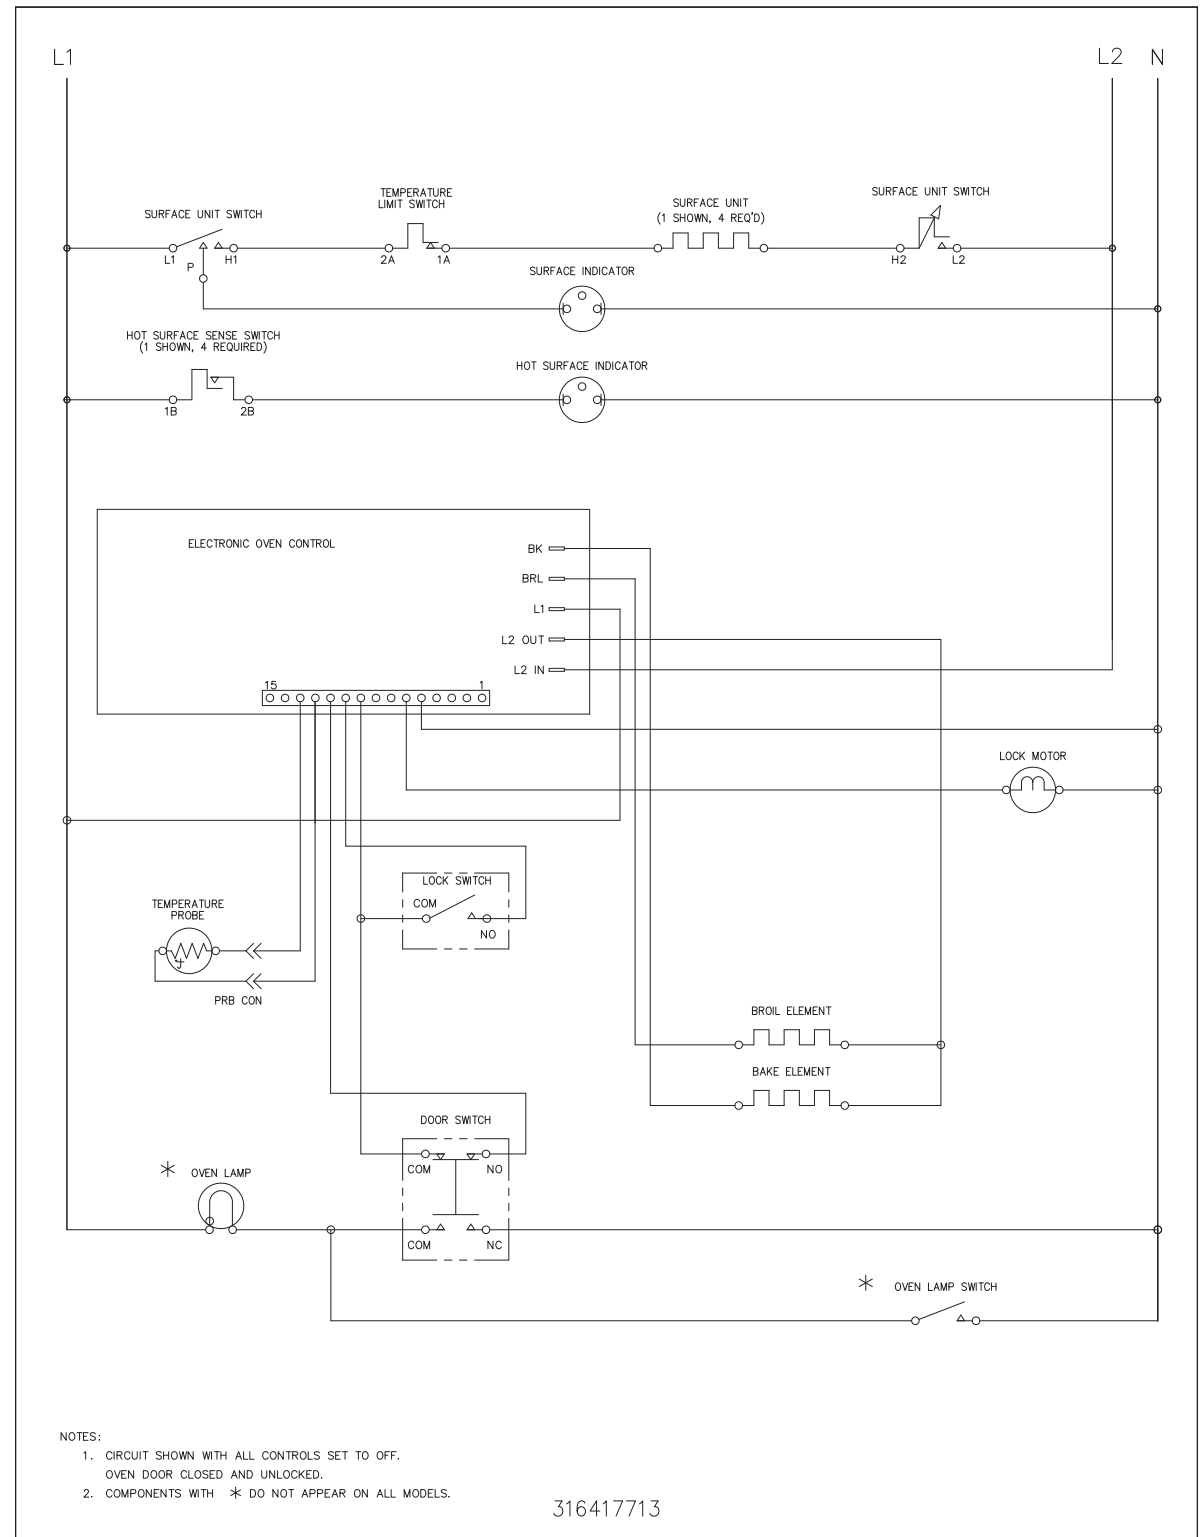 L1
L2 N
TEMPERATURE
LIMIT SWITCH
SURFACE UNIT SWITCH
SURFACE UNIT
(1 SHOWN, 4 REQ'D)
SURFACE UNIT SWITCH
L1
H1
P
2A
1A
H2
L2
SURFACE INDICATOR
HOT SURFACE SENSE SWITCH
(1 SHOWN, 4 REQUIRED)
1B
2B
HOT SURFACE INDICATOR
ELECTRONIC OVEN CONTROL
BK
BRL
L1
L2 OUT
L2 IN
15
1
LOCK MOTOR
LOCK SWITCH
COM
NO
TEMPERATURE
PROBE
PRB CON
BROIL ELEMENT
BAKE ELEMENT
DOOR SWITCH
COM
NO
COM
NC
* OVEN LAMP
* OVEN LAMP SWITCH
NOTES:
1. CIRCUIT SHOWN WITH ALL CONTROLS SET TO OFF.
OVEN DOOR CLOSED AND UNLOCKED.
2. COMPONENTS WITH * DO NOT APPEAR ON ALL MODELS.
316417713